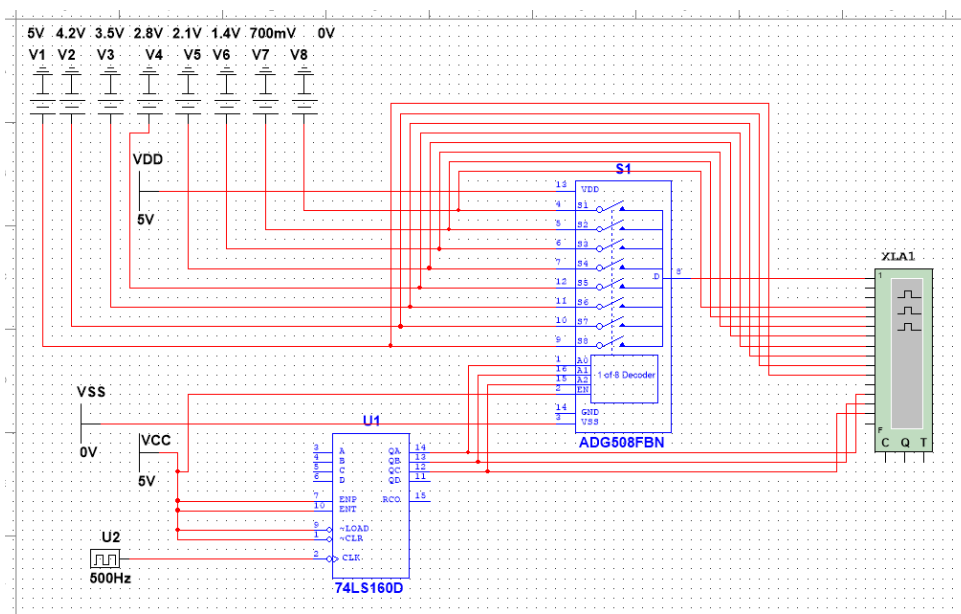 5V 4.2V 3.5V 2.8V 2.1V 1.4V 700mV 0V
V1 V2 V3 V4 V5 V6 V7 V8
VDD
5V
S1
13 VDD
4 S1
5 S2
6 S3
7 S4
12 S5
11 S6
10 S7
9 S8
D 8
1 A0
16 A1
15 A2
2 EN
1 of 8 Decoder
14 GND
3 VSS
ADG508FBN
XLA1
1
F
C Q T
VSS
0V
VCC
5V
U1
3 A QA 14
4 B QB 13
5 C QC 12
6 D QD 11
7 ENP RCO 15
10 ENT
9 ~LOAD
1 ~CLR
2 CLK
74LS160D
U2
500Hz